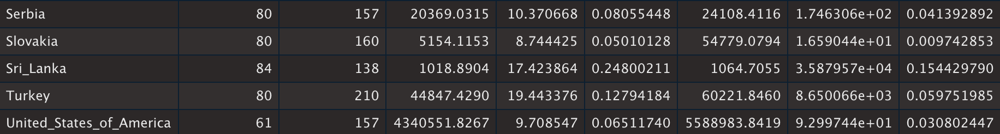 Serbia 80 157 20369.0315 10.370668 0.08055448 24108.4116 1.746306e+02 0.041392892
Slovakia 80 160 5154.1153 8.744425 0.05010128 54779.0794 1.659044e+01 0.009742853
Sri_Lanka 84 138 1018.8904 17.423864 0.24800211 1064.7055 3.587957e+04 0.154429790
Turkey 80 210 44847.4290 19.443376 0.12794184 60221.8460 8.650066e+03 0.059751985
United_States_of_America 61 157 4340551.8267 9.708547 0.06511740 5588983.8419 9.299744e+01 0.030802447